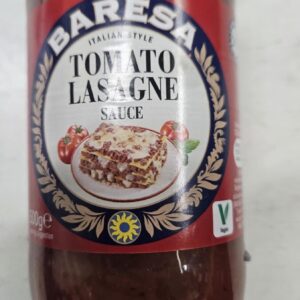 BARESA
ITALIAN STYLE
TOMATO
LASAGNE
SAUCE
V